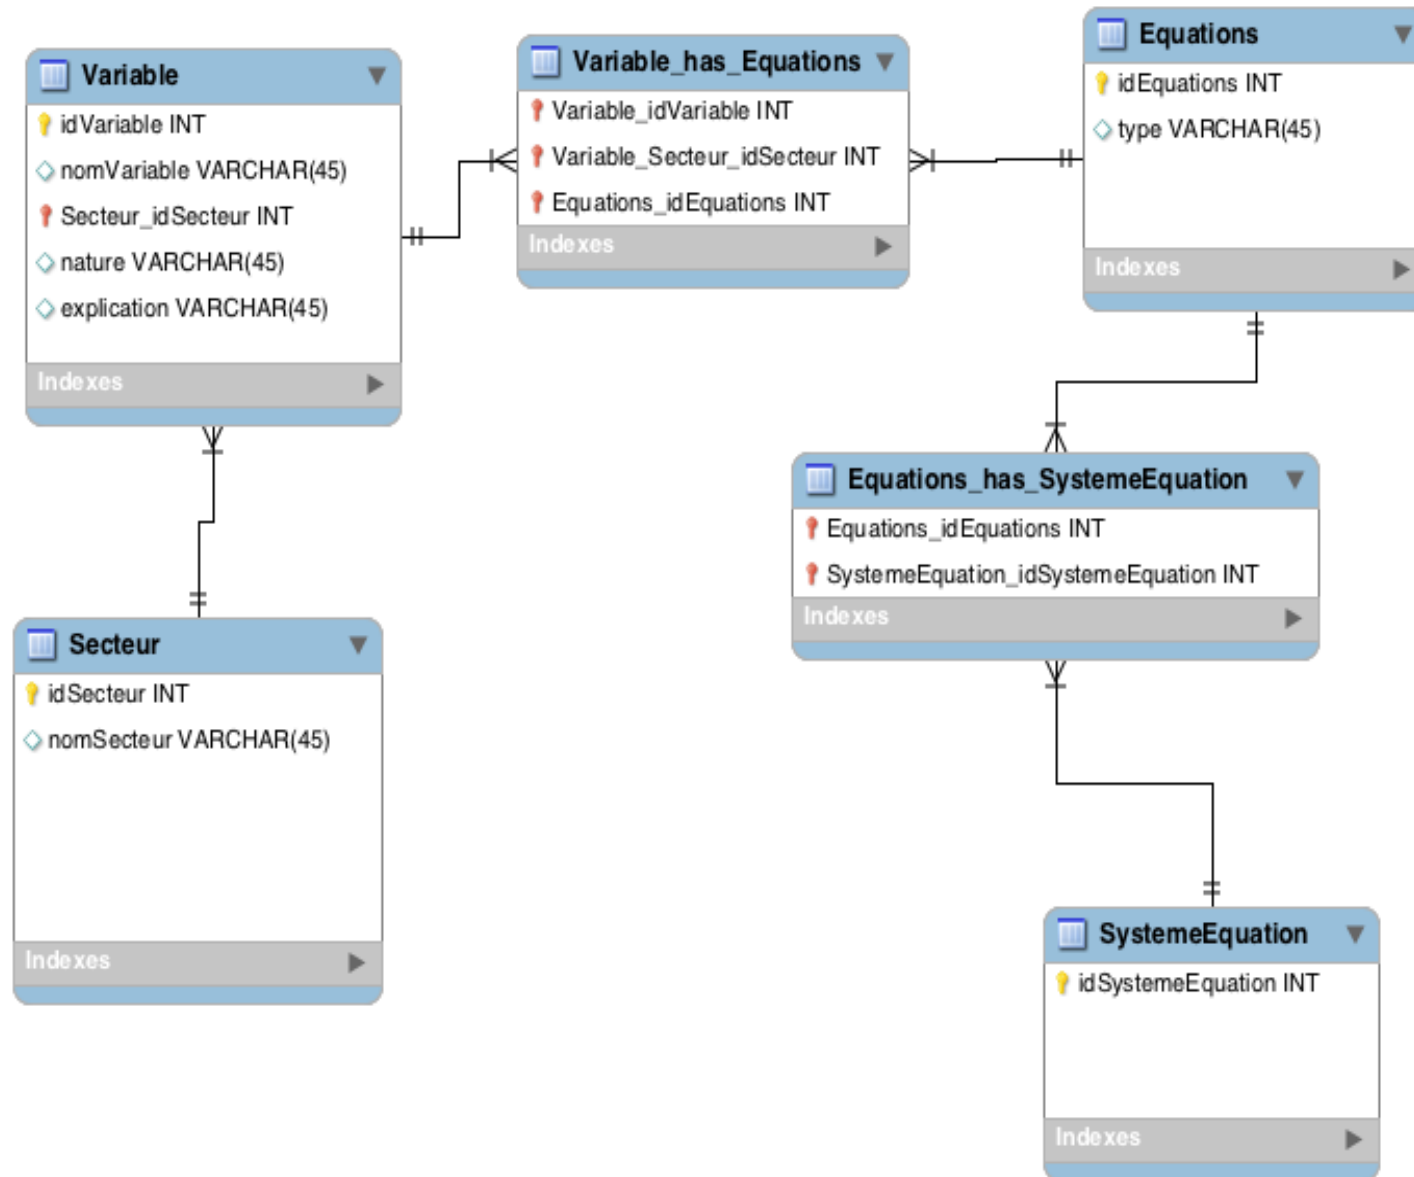 Variable
idVariable INT
nomVariable VARCHAR(45)
Secteur_idSecteur INT
nature VARCHAR(45)
explication VARCHAR(45)
Indexes
Variable_has_Equations
Variable_idVariable INT
Variable_Secteur_idSecteur INT
Equations_idEquations INT
Indexes
Equations
idEquations INT
type VARCHAR(45)
Indexes
Equations_has_SystemeEquation
Equations_idEquations INT
SystemeEquation_idSystemeEquation INT
Indexes
Secteur
idSecteur INT
nomSecteur VARCHAR(45)
Indexes
SystemeEquation
idSystemeEquation INT
Indexes